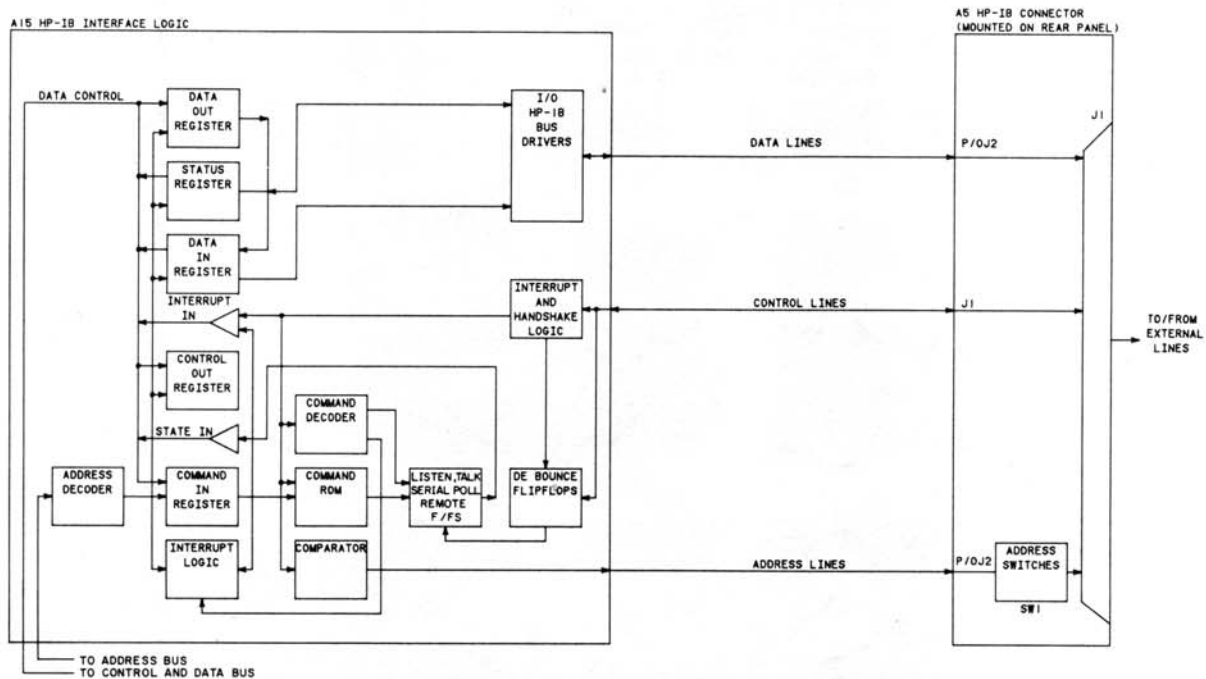 A15 HP-IB INTERFACE LOGIC
A5 HP-IB CONNECTOR
(MOUNTED ON REAR PANEL)
DATA CONTROL
DATA
OUT
REGISTER
I/O
HP-IB
BUS
DRIVERS
J1
DATA LINES
P/OJ2
STATUS
REGISTER
DATA
IN
REGISTER
INTERRUPT
IN
INTERRUPT
AND
HANDSHAKE
LOGIC
CONTROL LINES
J1
TO/FROM
EXTERNAL
LINES
CONTROL
OUT
REGISTER
COMMAND
DECODER
STATE IN
ADDRESS
DECODER
COMMAND
IN
REGISTER
COMMAND
ROM
LISTEN,TALK
SERIAL POLL
REMOTE
F/FS
DE BOUNCE
FLIPFLOPS
INTERRUPT
LOGIC
COMPARATOR
ADDRESS LINES
P/OJ2
ADDRESS
SWITCHES
SW1
TO ADDRESS BUS
TO CONTROL AND DATA BUS